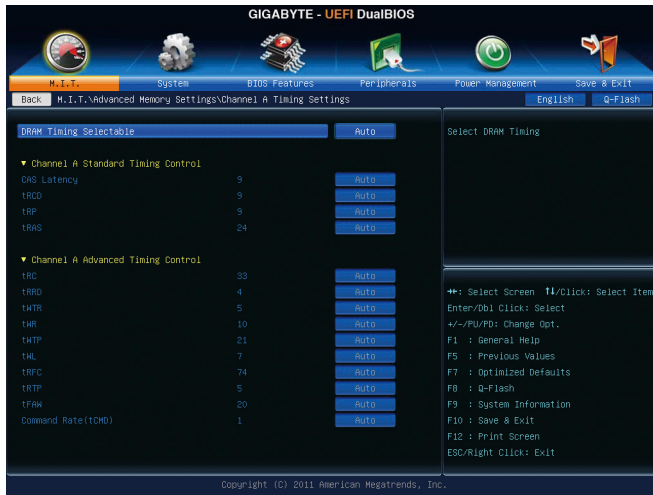 GIGABYTE - UEFI DualBIOS
M.I.T. System BIOS Features Peripherals Power Management Save & Exit
Back M.I.T.\Advanced Memory Settings\Channel A Timing Settings English Q-Flash
DRAM Timing Selectable Auto
▼ Channel A Standard Timing Control
CAS Latency 9 Auto
tRCD 9 Auto
tRP 9 Auto
tRAS 24 Auto
▼ Channel A Advanced Timing Control
tRC 33 Auto
tRRD 4 Auto
tWTR 5 Auto
tWR 10 Auto
tWTP 21 Auto
tWL 7 Auto
tRFC 74 Auto
tRTP 5 Auto
tFAW 20 Auto
Command Rate(tCMD) 1 Auto
Select DRAM Timing
→←: Select Screen ↑↓/Click: Select Item
Enter/Dbl Click: Select
+/-/PU/PD: Change Opt.
F1 : General Help
F5 : Previous Values
F7 : Optimized Defaults
F8 : Q-Flash
F9 : System Information
F10 : Save & Exit
F12 : Print Screen
ESC/Right Click: Exit
Copyright (C) 2011 American Megatrends, Inc.